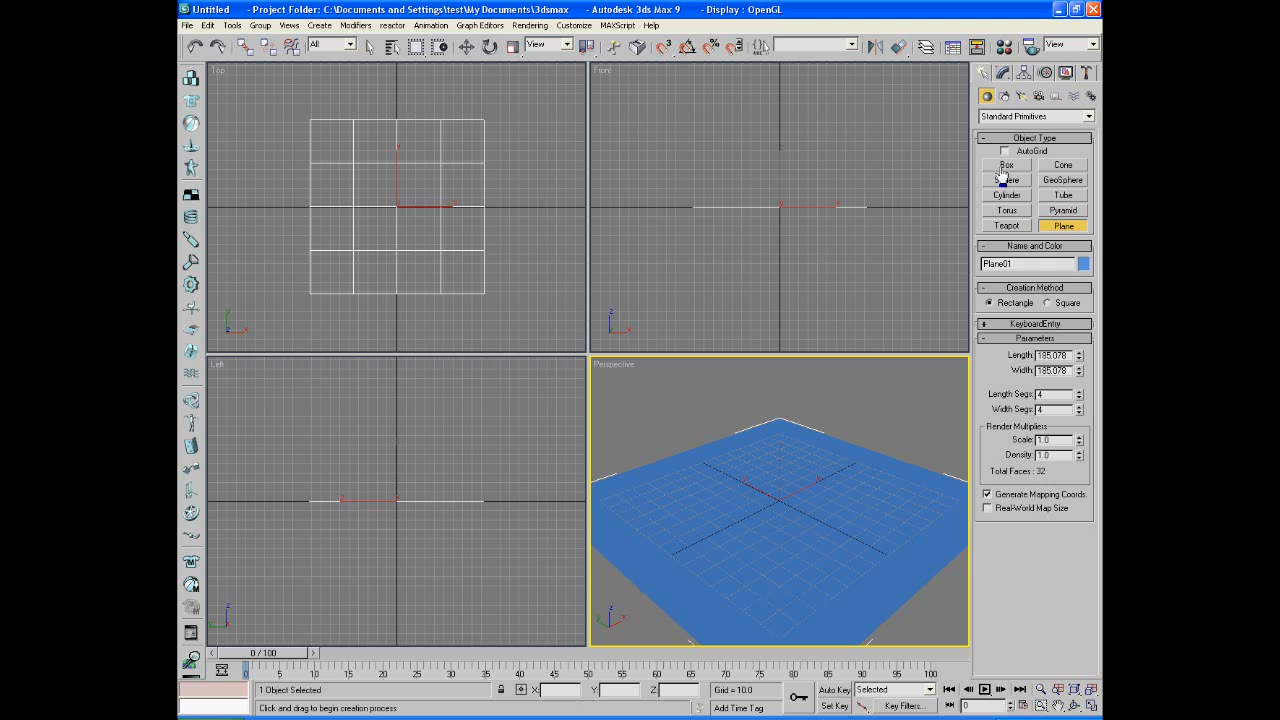 Untitled - Project Folder: C:\Documents and Settings\test\My Documents\3dsmax - Autodesk 3ds Max 9 - Display : OpenGL
File Edit Tools Group Views Create Modifiers reactor Animation Graph Editors Rendering Customize MAXScript Help
All View View
Top Front
Standard Primitives
- Object Type
AutoGrid
Box Cone
Sphere GeoSphere
Cylinder Tube
Torus Pyramid
Teapot Plane
- Name and Color
Plane01
- Creation Method
Rectangle Square
+ Keyboard Entry
- Parameters
Length: 185.078
Width: 185.078
Length Segs: 4
Width Segs: 4
Render Multipliers
Scale: 1.0
Density: 1.0
Total Faces : 32
Generate Mapping Coords.
Real-World Map Size
Left Perspective
< 0 / 100 >
0 5 10 15 20 25 30 35 40 45 50 55 60 65 70 75 80 85 90 95 100
1 Object Selected X: Y: Z: Grid = 10.0 Auto Key Selected
Click and drag to begin creation process Add Time Tag Set Key Key Filters... 0